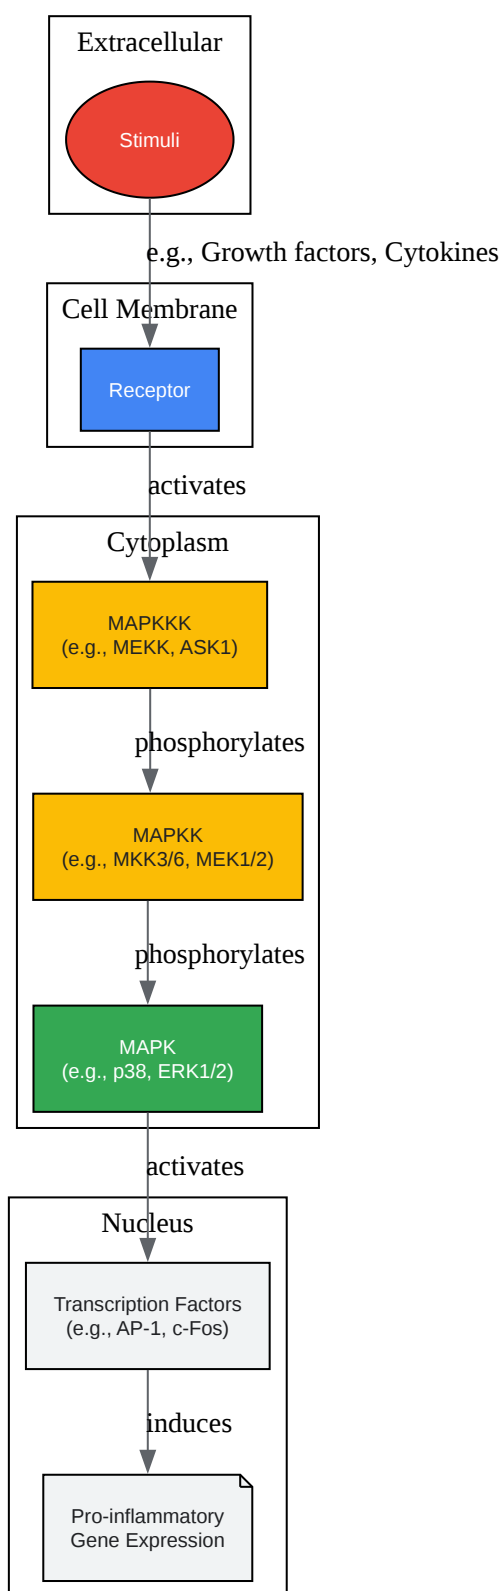 Extracellular
Stimuli
e.g., Growth factors, Cytokines
Cell Membrane
Receptor
activates
Cytoplasm
MAPKKK
(e.g., MEKK, ASK1)
phosphorylates
MAPKK
(e.g., MKK3/6, MEK1/2)
phosphorylates
MAPK
(e.g., p38, ERK1/2)
activates
Nucleus
Transcription Factors
(e.g., AP-1, c-Fos)
induces
Pro-inflammatory
Gene Expression